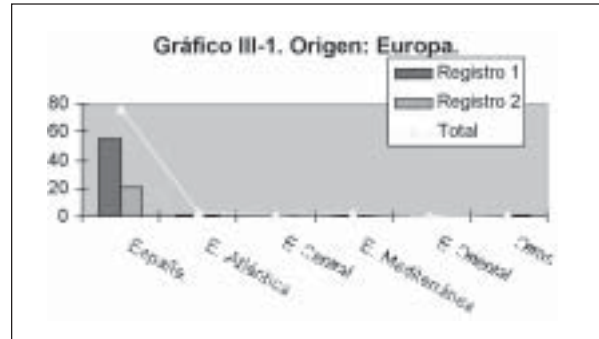 Gráfico III-1. Origen: Europa.
Registro 1
Registro 2
Total
80
60
40
20
0
España
E. Atlántica
E. Central
E. Mediterránea
E. Oriental
Otros